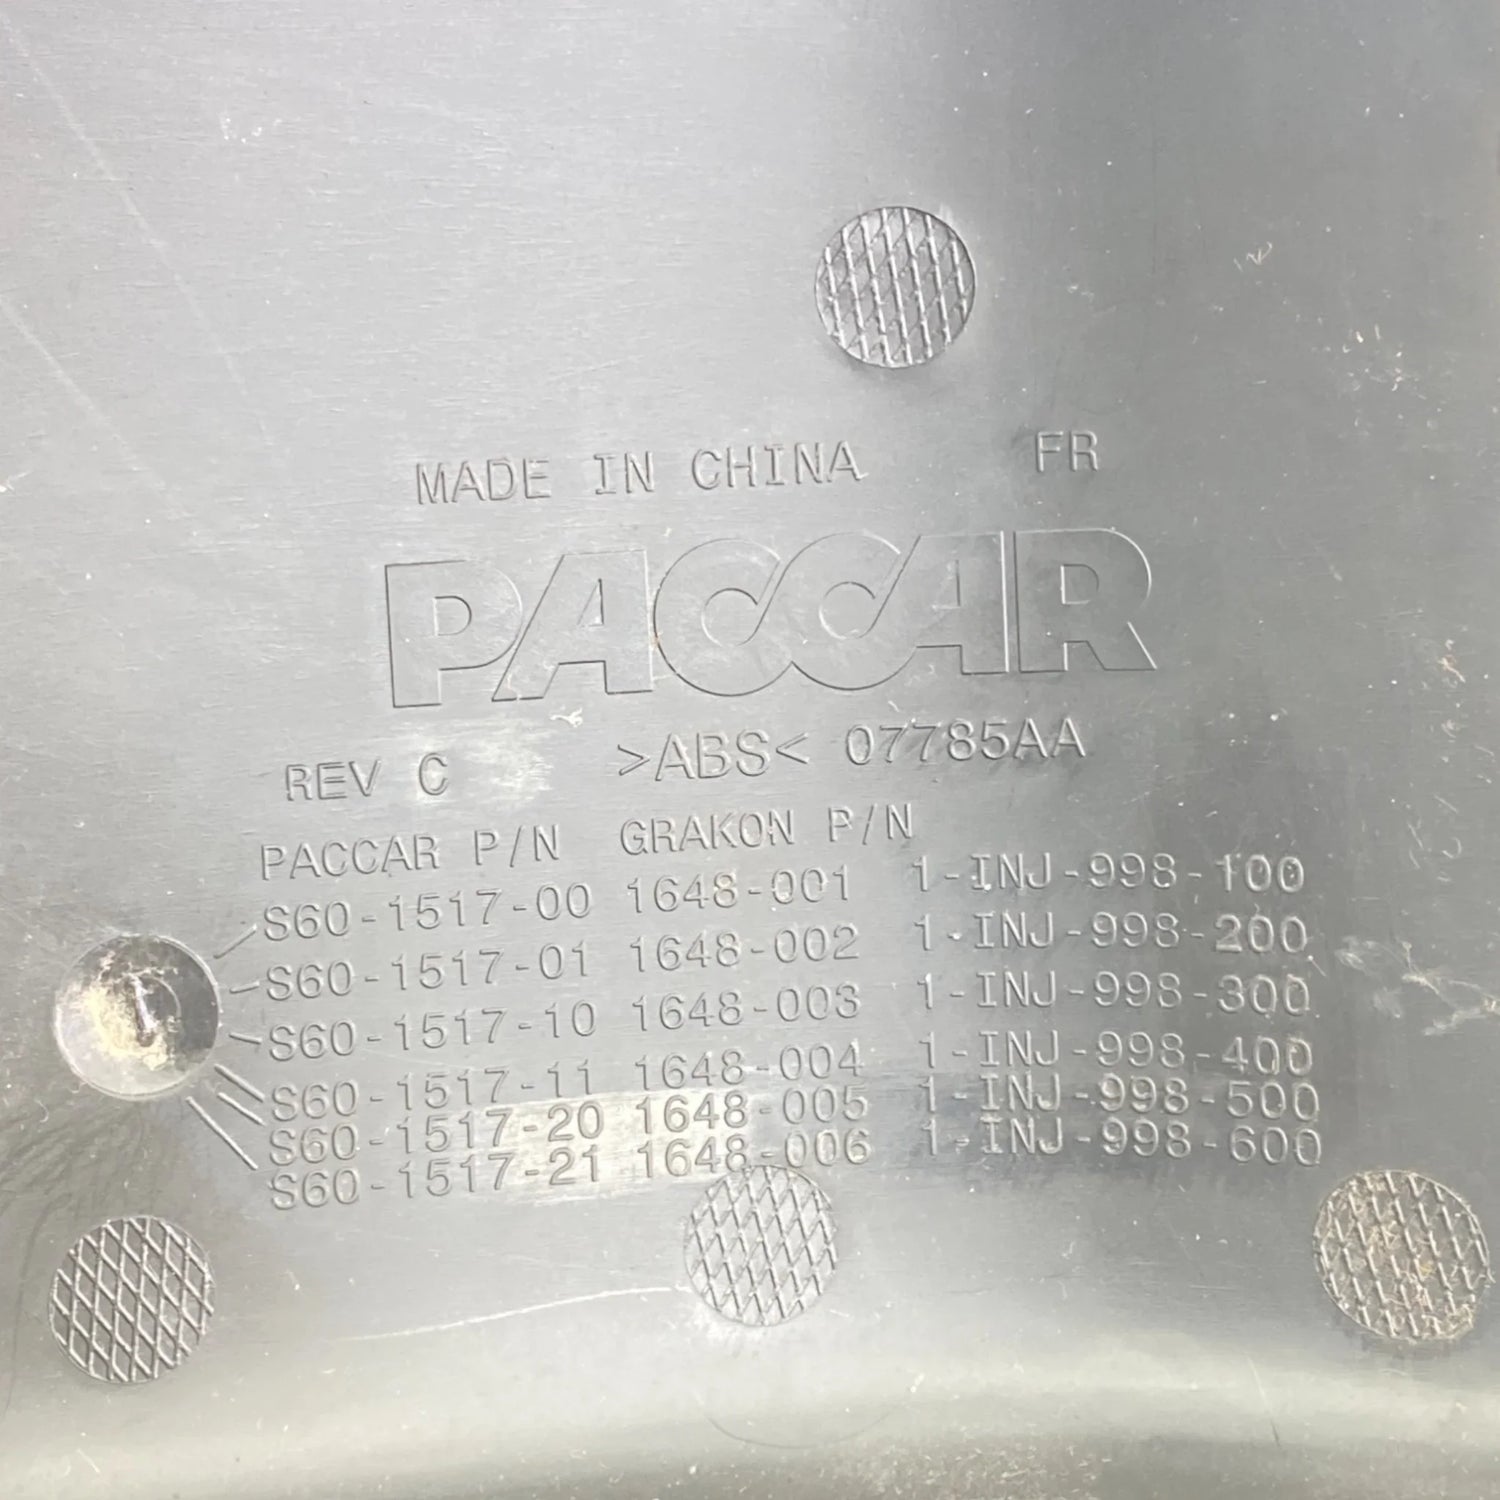 MADE IN CHINA FR
PACCAR
REV C >ABS< 07785AA
PACCAR P/N GRAKON P/N
S60-1517-00 1648-001 1-INJ-998-100
S60-1517-01 1648-002 1-INJ-998-200
S60-1517-10 1648-003 1-INJ-998-300
S60-1517-11 1648-004 1-INJ-998-400
S60-1517-20 1648-005 1-INJ-998-500
S60-1517-21 1648-006 1-INJ-998-600